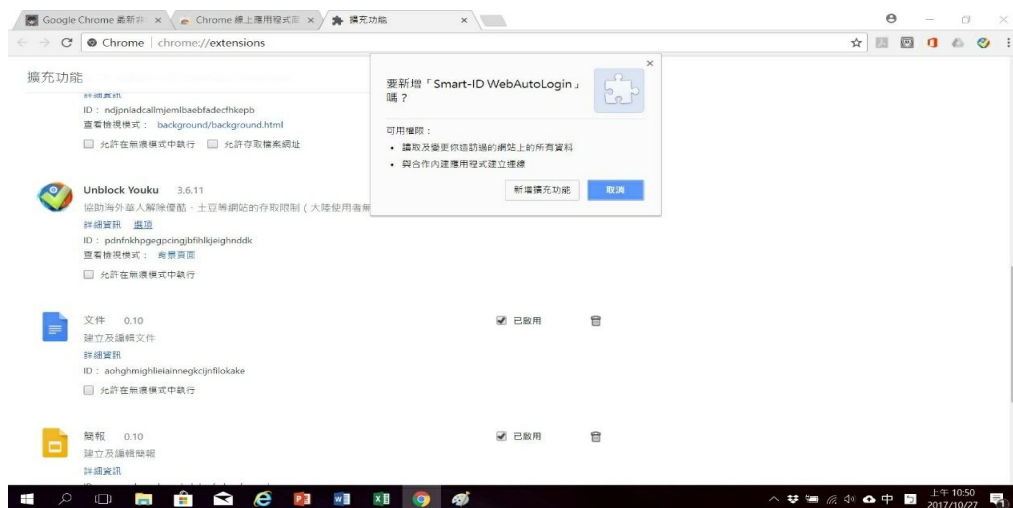 Google Chrome 最新
Chrome 線上應用程式
擴充功能
Chrome chrome://extensions
擴充功能
詳細資訊
ID：ndjpnladcallmjemlbaebfadecfhkepb
查看檢視模式： background/background.html
允許在無痕模式中執行 允許存取檔案網址
要新增「Smart-ID WebAutoLogin」
嗎？
可用權限：
• 讀取及變更你造訪過的網站上的所有資料
• 與合作內建應用程式建立連線
新增擴充功能 取消
Unblock Youku 3.6.11
協助海外華人解除優酷、土豆等網站的存取限制 ( 大陸使用者無
詳細資訊 選項
ID：pdnfnkhpgegpcingjbfihlkjeighnddk
查看檢視模式： 背景頁面
允許在無痕模式中執行
文件 0.10 已啟用
建立及編輯文件
詳細資訊
ID：aohghmighlieiainnegkcijnfilokake
允許在無痕模式中執行
簡報 0.10 已啟用
建立及編輯簡報
詳細資訊
中 上午 10:50
2017/10/27